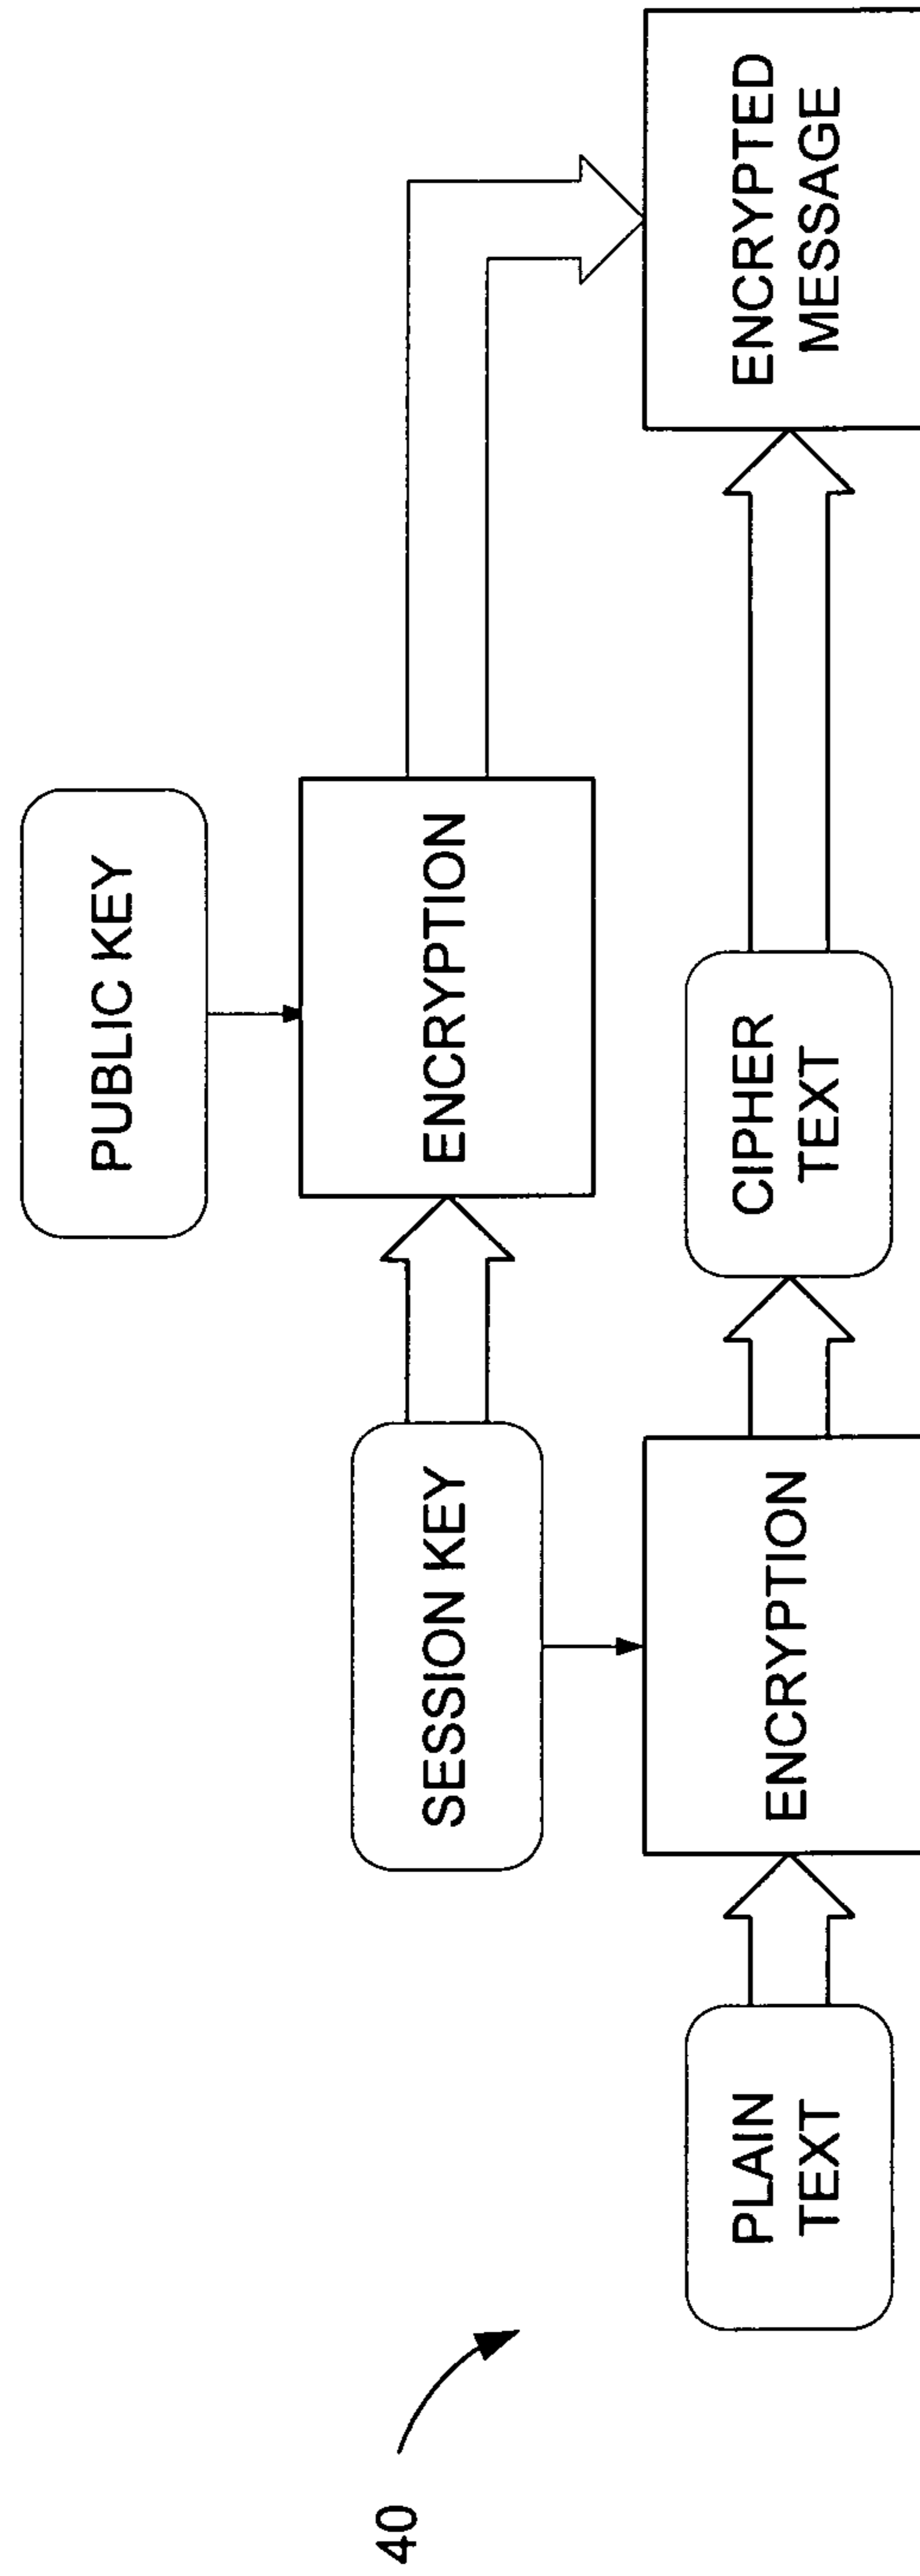 PUBLIC KEY
SESSION KEY
ENCRYPTION
40
PLAIN
TEXT
ENCRYPTION
CIPHER
TEXT
ENCRYPTED
MESSAGE